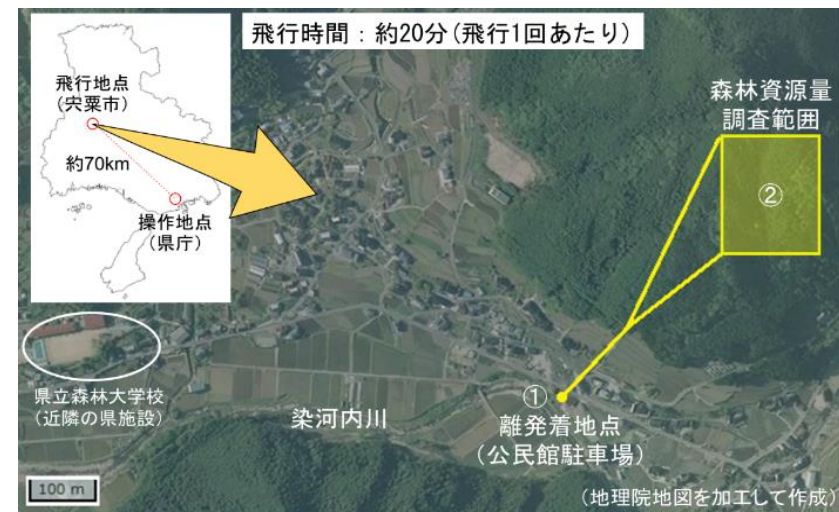 飛行時間：約20分(飛行1回あたり)
飛行地点
(宍粟市)
約70km
操作地点
(県庁)
森林資源量
調査範囲
②
県立森林大学校
(近隣の県施設)
染河内川
①
離発着地点
(公民館駐車場)
100 m
(地理院地図を加工して作成)